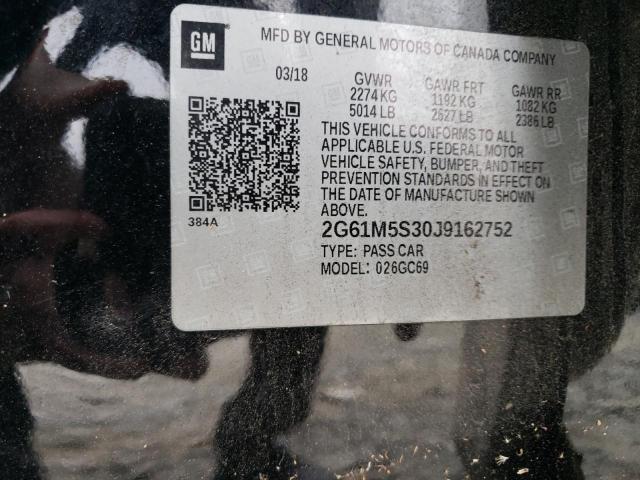 GM
MFD BY GENERAL MOTORS OF CANADA COMPANY
03/18 GVWR GAWR FRT GAWR RR
2274 KG 1192 KG 1082 KG
5014 LB 2627 LB 2386 LB
THIS VEHICLE CONFORMS TO ALL
APPLICABLE U.S. FEDERAL MOTOR
VEHICLE SAFETY, BUMPER, AND THEFT
PREVENTION STANDARDS IN EFFECT ON
THE DATE OF MANUFACTURE SHOWN
ABOVE.
384A
2G61M5S30J9162752
TYPE: PASS CAR
MODEL: 026GC69